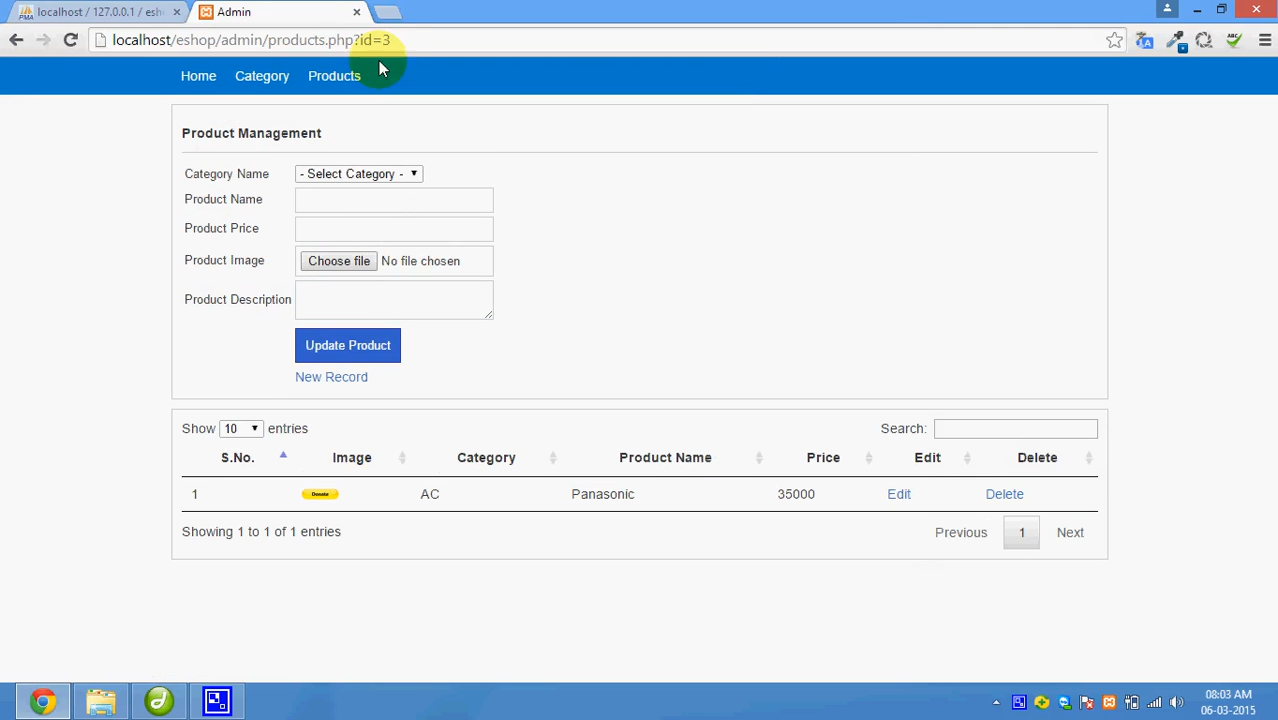 localhost / 127.0.0.1 / esh
Admin
localhost/eshop/admin/products.php?id=3
Home Category Products
Product Management
Category Name - Select Category -
Product Name
Product Price
Product Image Choose file No file chosen
Product Description
Update Product
New Record
Show 10 entries Search:
S.No. Image Category Product Name Price Edit Delete
1 Donate AC Panasonic 35000 Edit Delete
Showing 1 to 1 of 1 entries Previous 1 Next
08:03 AM
06-03-2015